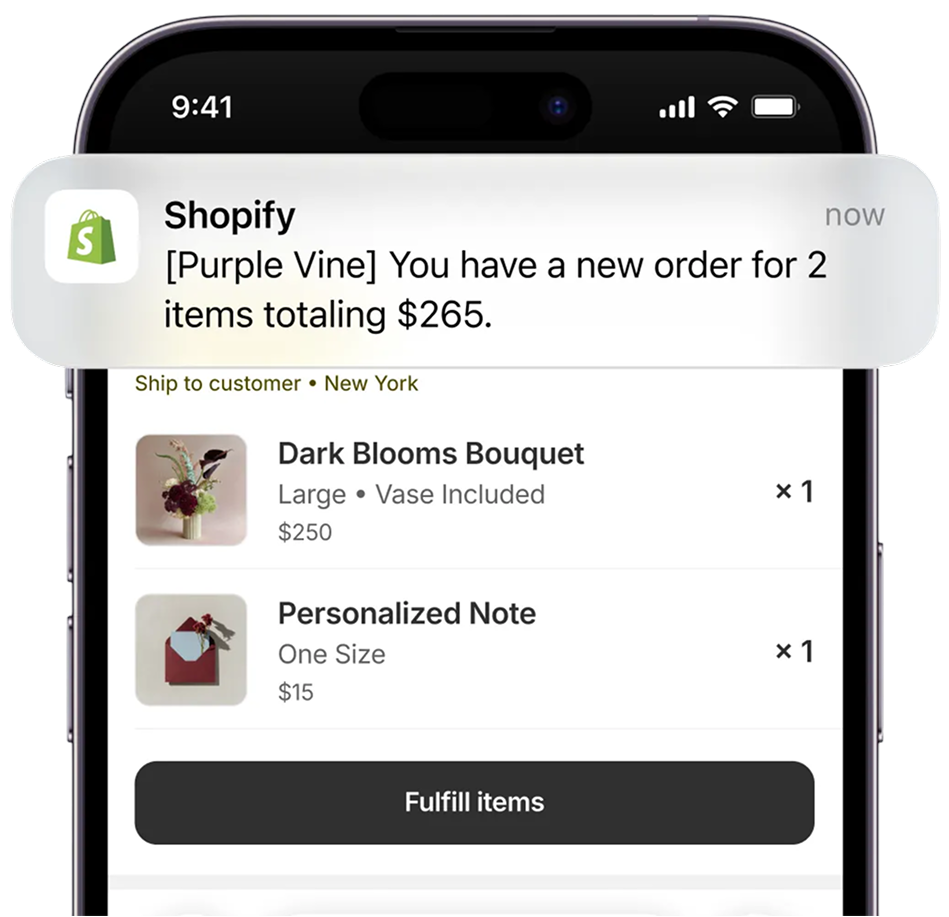 9:41
Shopify
now
[Purple Vine] You have a new order for 2
items totaling $265.
Ship to customer • New York
Dark Blooms Bouquet
Large • Vase Included
× 1
$250
Personalized Note
One Size
× 1
$15
Fulfill items